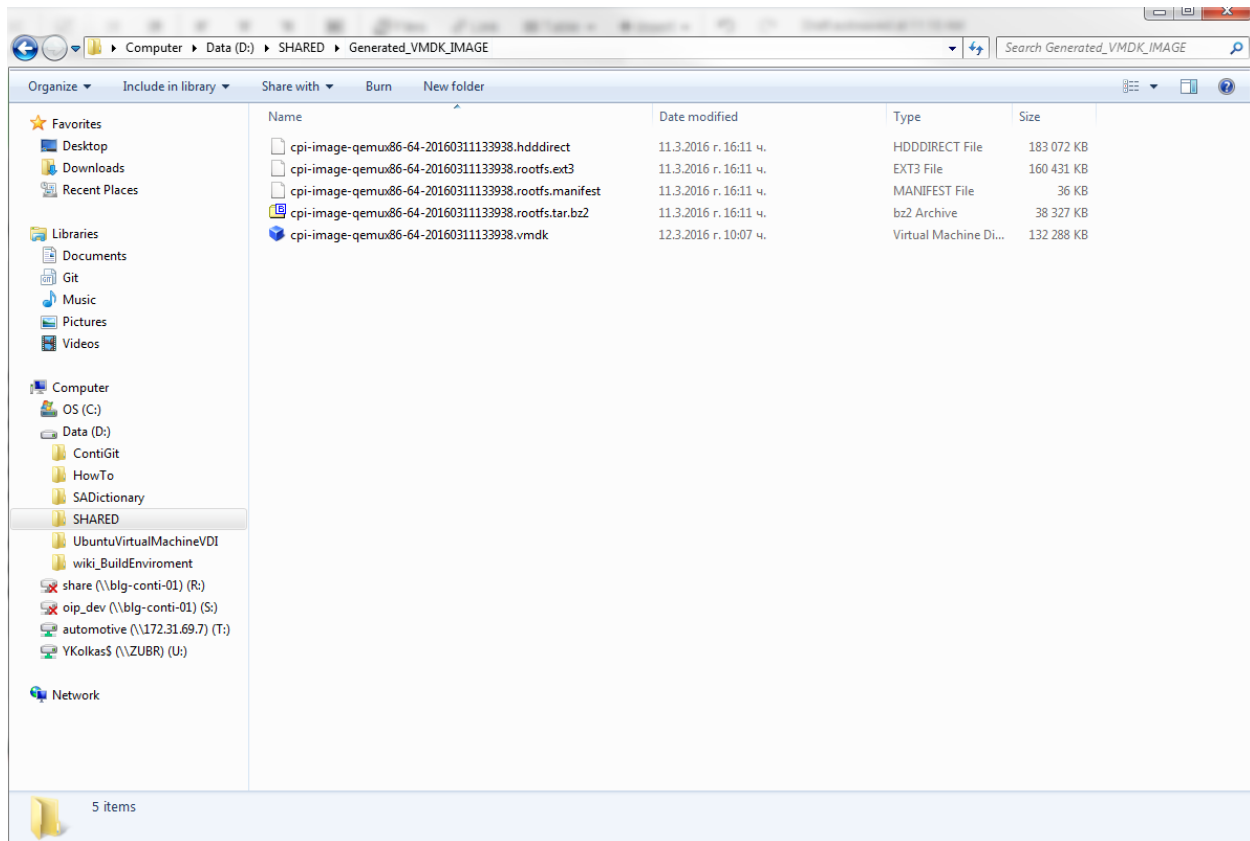 Computer Data (D:) SHARED Generated_VMDK_IMAGE Search Generated_VMDK_IMAGE
Organize Include in library Share with Burn New folder
Favorites
Desktop
Downloads
Recent Places
Libraries
Documents
Git
Music
Pictures
Videos
Computer
OS (C:)
Data (D:)
ContiGit
HowTo
SADictionary
SHARED
UbuntuVirtualMachineVDI
wiki_BuildEnviroment
share (\\blg-conti-01) (R:)
oip_dev (\\blg-conti-01) (S:)
automotive (\\172.31.69.7) (T:)
YKolkas$ (\\ZUBR) (U:)
Network
Name Date modified Type Size
cpi-image-qemux86-64-20160311133938.hdddirect 11.3.2016 г. 16:11 ч. HDDDIRECT File 183 072 KB
cpi-image-qemux86-64-20160311133938.rootfs.ext3 11.3.2016 г. 16:11 ч. EXT3 File 160 431 KB
cpi-image-qemux86-64-20160311133938.rootfs.manifest 11.3.2016 г. 16:11 ч. MANIFEST File 36 KB
cpi-image-qemux86-64-20160311133938.rootfs.tar.bz2 11.3.2016 г. 16:11 ч. bz2 Archive 38 327 KB
cpi-image-qemux86-64-20160311133938.vmdk 12.3.2016 г. 10:07 ч. Virtual Machine Di... 132 288 KB
5 items